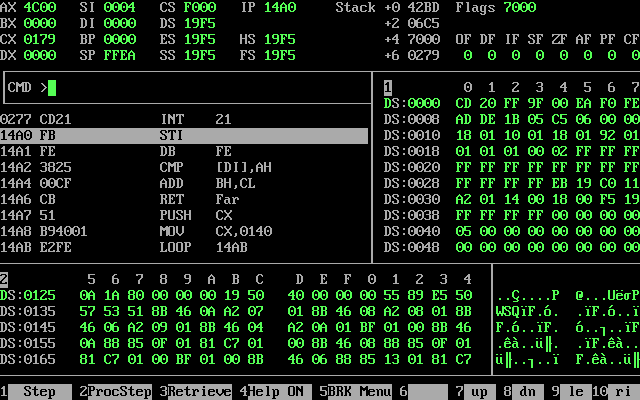 AX 4C00 SI 0004 CS F000 IP 14A0 Stack +0 42BD Flags 7000
BX 0000 DI 0000 DS 19F5 +2 06C5
CX 0179 BP 0000 ES 19F5 HS 19F5 +4 7000 OF DF IF SF ZF AF PF CF
DX 0000 SP FFEA SS 19F5 FS 19F5 +6 0279 0 0 0 0 0 0 0 0
CMD >
0277 CD21 INT 21
14A0 FB STI
14A1 FE DB FE
14A2 3825 CMP [DI],AH
14A4 00CF ADD BH,CL
14A6 CB RET Far
14A7 51 PUSH CX
14A8 B94001 MOV CX,0140
14AB E2FE LOOP 14AB
1 0 1 2 3 4 5 6 7
DS:0000 CD 20 FF 9F 00 EA F0 FE
DS:0008 AD DE 1B 05 C5 06 00 00
DS:0010 18 01 10 01 18 01 92 01
DS:0018 01 01 01 00 02 FF FF FF
DS:0020 FF FF FF FF FF FF FF FF
DS:0028 FF FF FF FF EB 19 C0 11
DS:0030 A2 01 14 00 18 00 F5 19
DS:0038 FF FF FF FF 00 00 00 00
DS:0040 00 00 00 00 00 00 00 00
DS:0048 00 00 00 00 00 00 00 00
2 5 6 7 8 9 A B C D E F 0 1 2 3 4
DS:0125 0A 1A 80 00 00 00 19 50 40 00 00 00 55 89 E5 50 ..Ç....P @...UëσP
DS:0135 57 53 51 8B 46 0A A2 07 01 8B 46 08 A2 08 01 8B WSQïF.ó. .ïF.ó..ï
DS:0145 46 06 A2 09 01 8B 46 04 A2 0A 01 BF 01 00 8B 46 F.ó..ïF. ó..┐..ïF
DS:0155 0A 88 85 0F 01 81 C7 01 00 8B 46 08 88 85 0F 01 .êà..ü╟. .ïF.êà..
DS:0165 81 C7 01 00 BF 01 00 8B 46 06 88 85 13 01 81 C7 ü╟..┐..ï F.êà..ü╟
1 Step 2 ProcStep 3 Retrieve 4 Help ON 5 BRK Menu 6 7 up 8 dn 9 le 10 ri